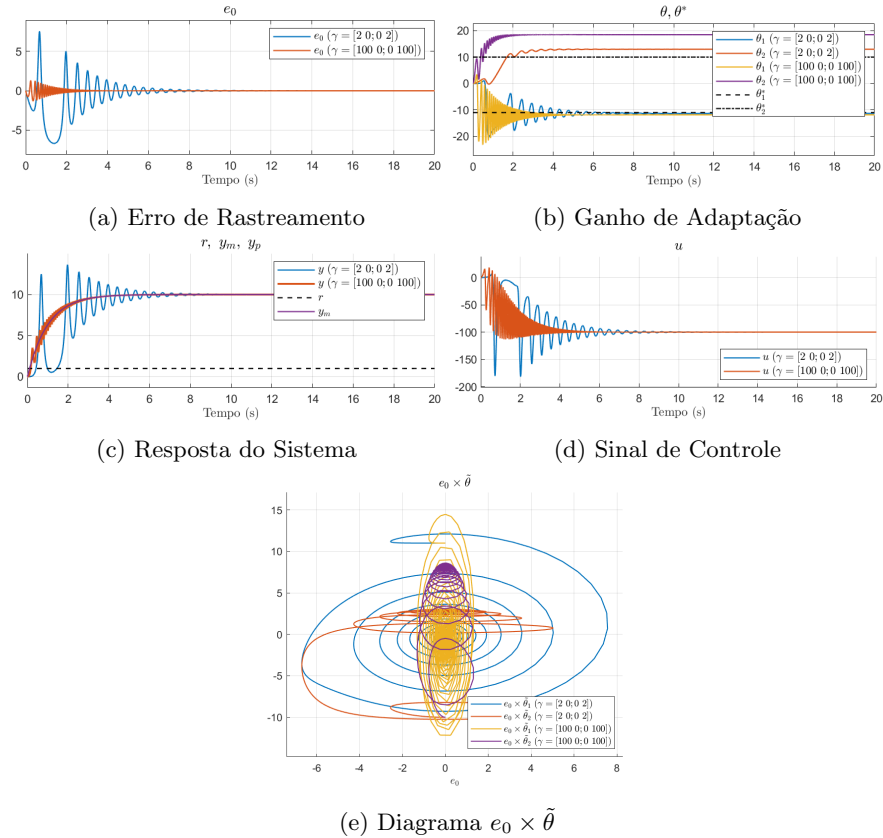 e₀
e₀ (γ = [2 0; 0 2])
e₀ (γ = [100 0; 0 100])
5
0
-5
0 2 4 6 8 10 12 14 16 18 20
Tempo (s)
(a) Erro de Rastreamento
θ, θ*
θ₁ (γ = [2 0; 0 2])
θ₂ (γ = [2 0; 0 2])
θ₁ (γ = [100 0; 0 100])
θ₂ (γ = [100 0; 0 100])
θ₁*
θ₂*
20
10
0
-10
-20
0 2 4 6 8 10 12 14 16 18 20
Tempo (s)
(b) Ganho de Adaptação
r, yₘ, yₚ
y (γ = [2 0; 0 2])
y (γ = [100 0; 0 100])
r
yₘ
10
5
0
0 2 4 6 8 10 12 14 16 18 20
Tempo (s)
(c) Resposta do Sistema
u
0
-50
-100
-150
-200
u (γ = [2 0; 0 2])
u (γ = [100 0; 0 100])
0 2 4 6 8 10 12 14 16 18 20
Tempo (s)
(d) Sinal de Controle
e₀ × θ̃
15
10
5
0
-5
-10
e₀ × θ̃₁ (γ = [2 0; 0 2])
e₀ × θ̃₂ (γ = [2 0; 0 2])
e₀ × θ̃₁ (γ = [100 0; 0 100])
e₀ × θ̃₂ (γ = [100 0; 0 100])
-6 -4 -2 0 2 4 6 8
e₀
(e) Diagrama e₀ × θ̃